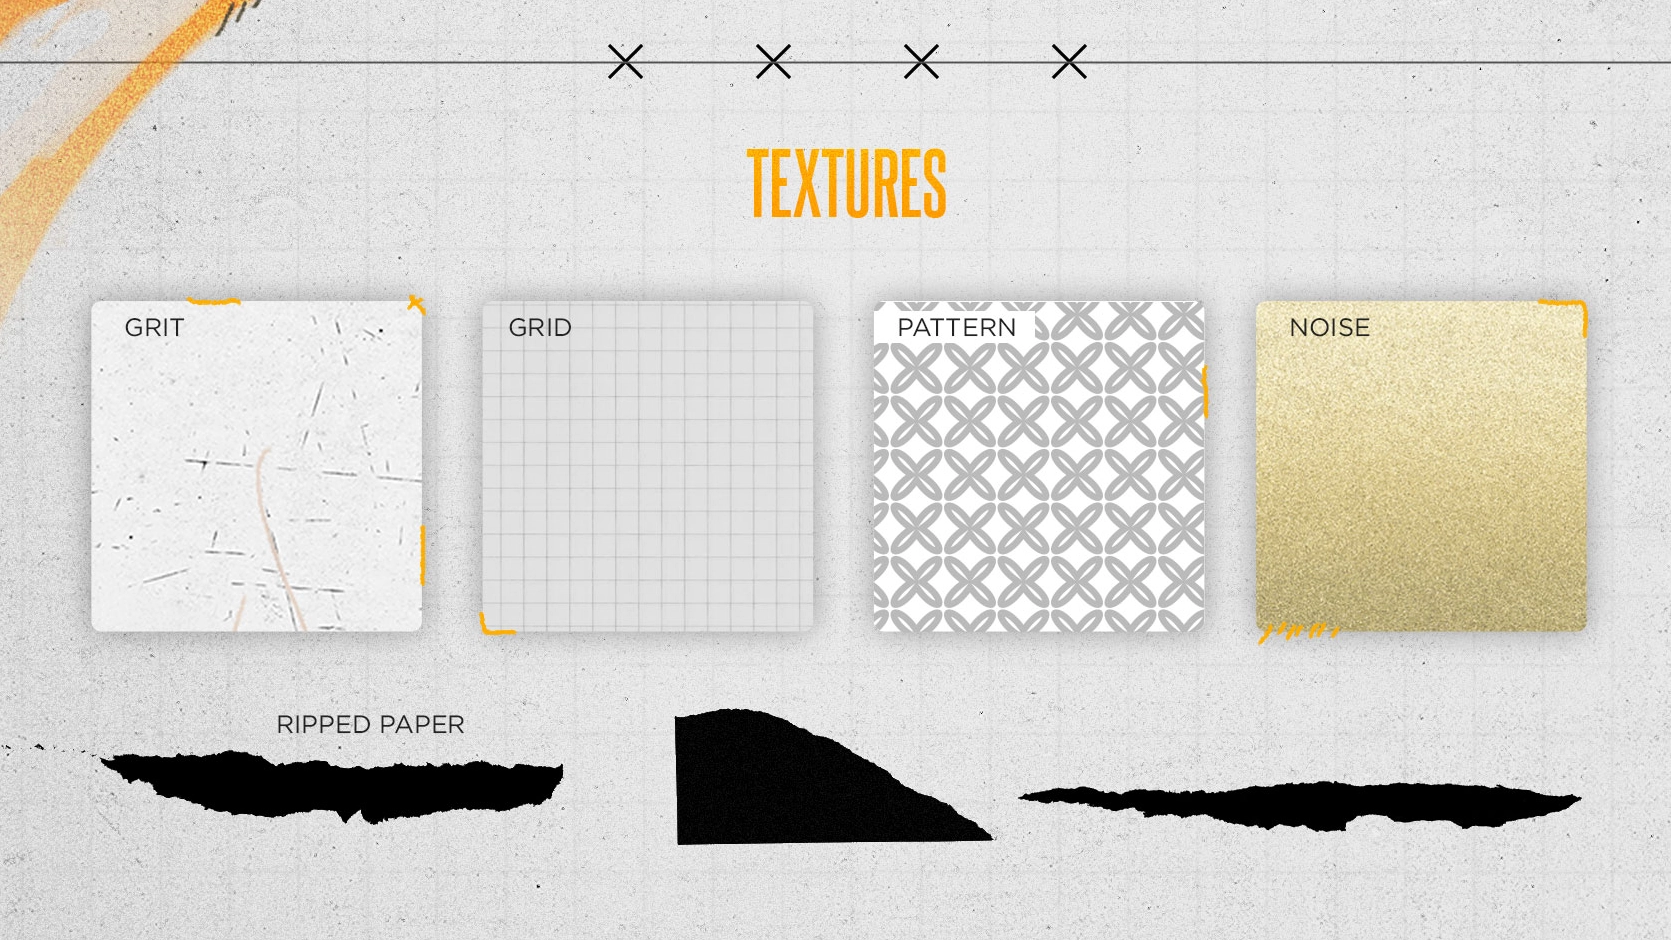 TEXTURES
GRIT
GRID
PATTERN
NOISE
RIPPED PAPER